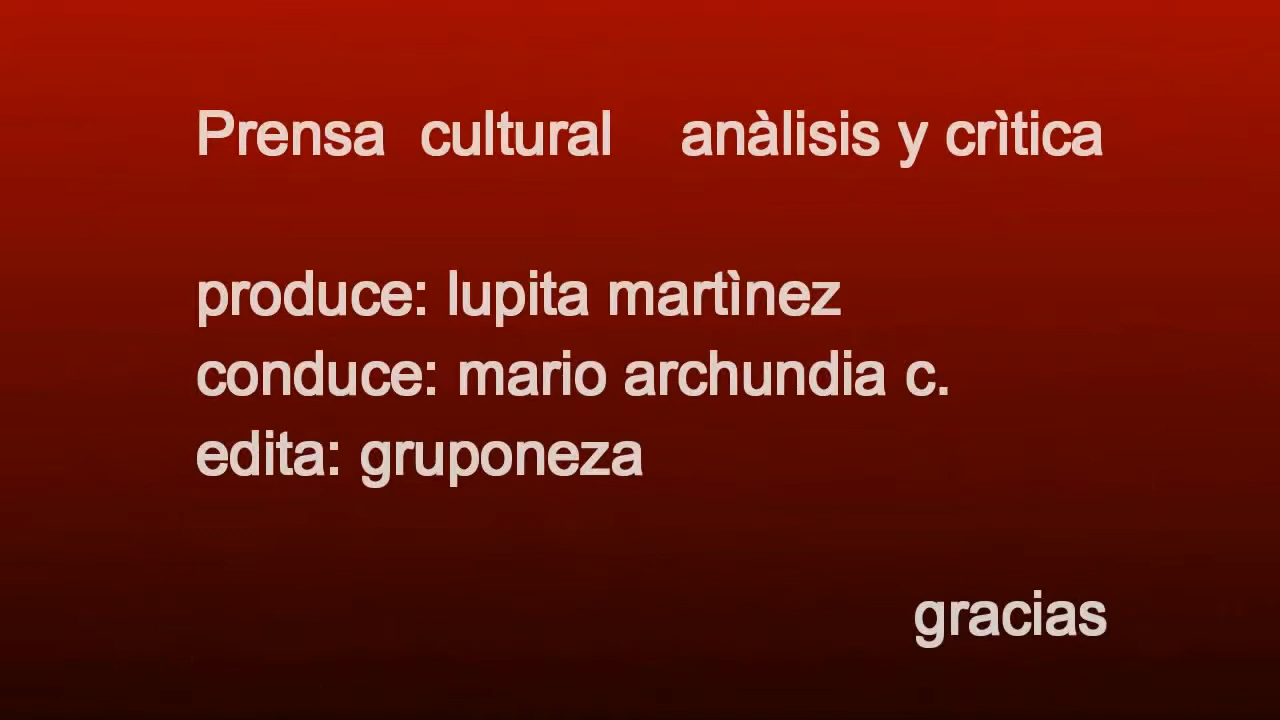 Prensa cultural anàlisis y crìtica
produce: lupita martìnez
conduce: mario archundia c.
edita: gruponeza
gracias